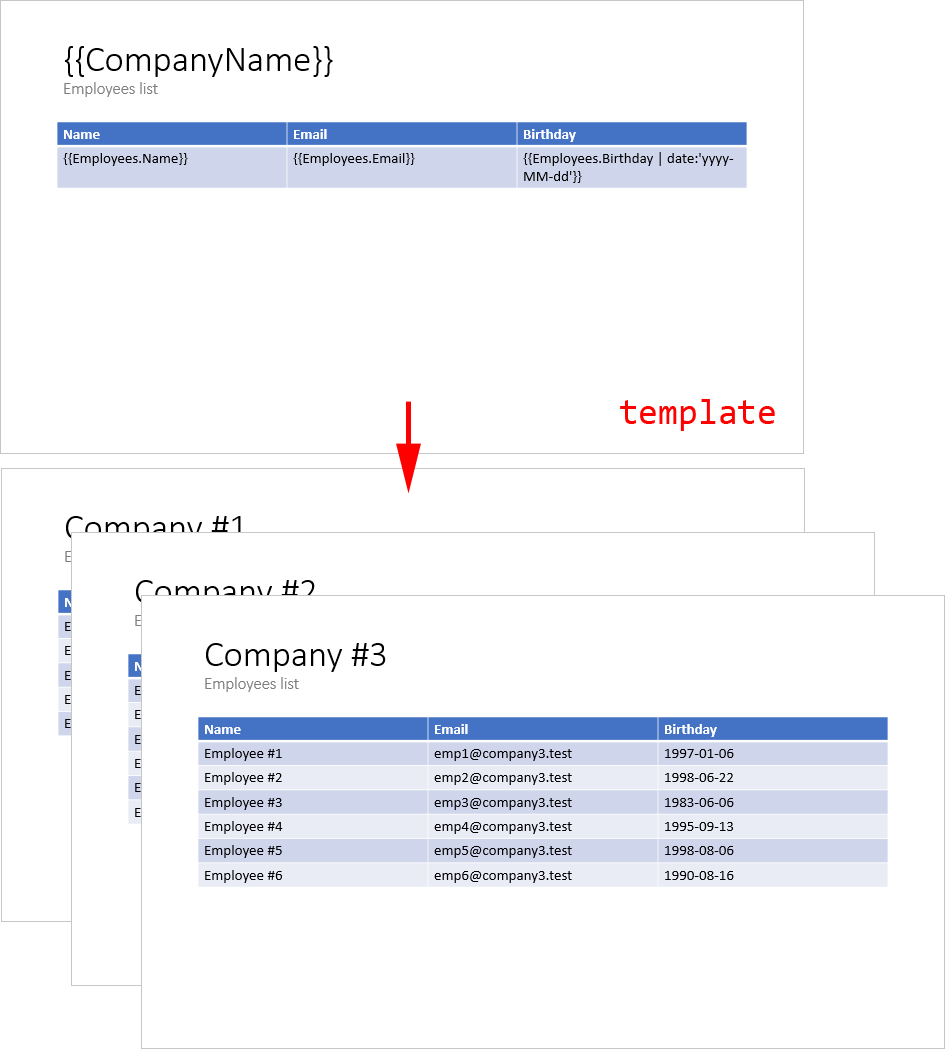 {{CompanyName}}
Employees list
Name Email Birthday
{{Employees.Name}} {{Employees.Email}} {{Employees.Birthday | date:'yyyy-
MM-dd'}}
template
Company #1
E
N
E
E
E
E
E
Company #2
E
N
E
E
E
E
E
E
Company #3
Employees list
Name Email Birthday
Employee #1 emp1@company3.test 1997-01-06
Employee #2 emp2@company3.test 1998-06-22
Employee #3 emp3@company3.test 1983-06-06
Employee #4 emp4@company3.test 1995-09-13
Employee #5 emp5@company3.test 1998-08-06
Employee #6 emp6@company3.test 1990-08-16